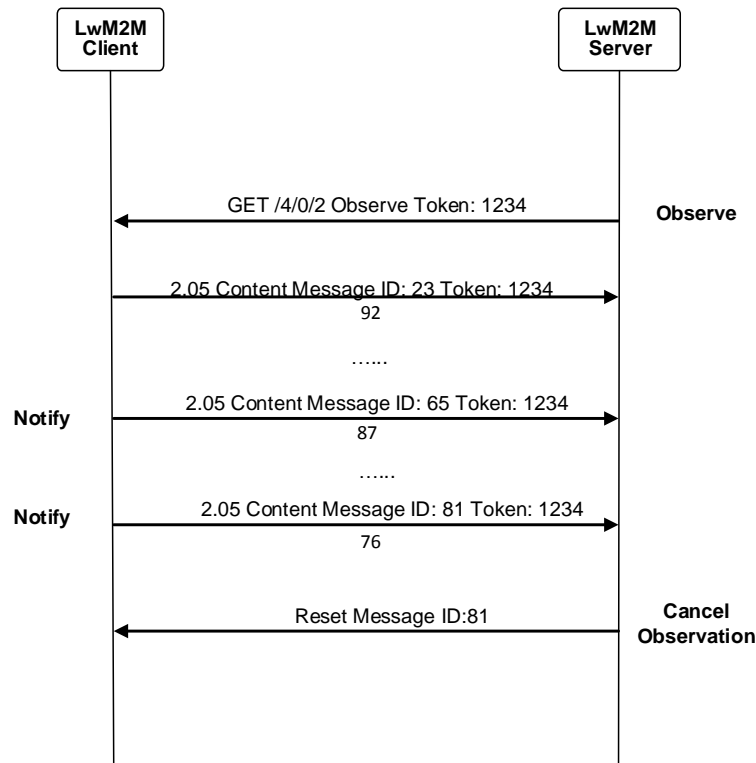 LwM2M
Client
LwM2M
Server
GET /4/0/2 Observe Token: 1234
Observe
2.05 Content Message ID: 23 Token: 1234
92
…...
Notify
2.05 Content Message ID: 65 Token: 1234
87
…...
Notify
2.05 Content Message ID: 81 Token: 1234
76
Reset Message ID:81
Cancel
Observation